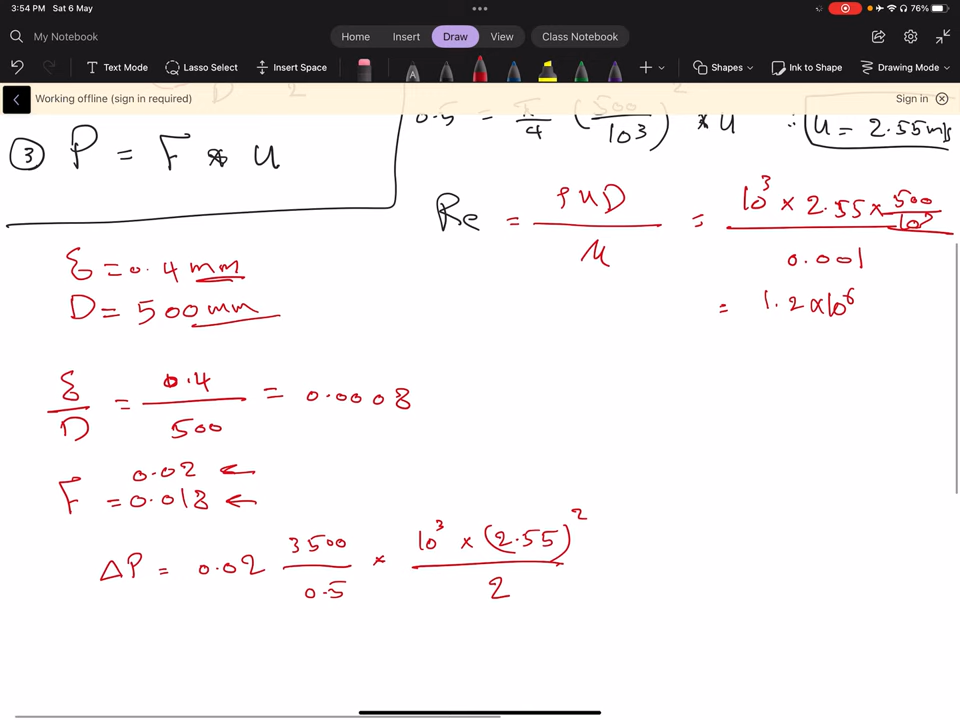 3:54 PM Sat 6 May
76%
My Notebook
Home Insert Draw View Class Notebook
Text Mode Lasso Select Insert Space A Shapes Ink to Shape Drawing Mode
Working offline (sign in required) Sign in
D 2
③ P = F * u
0.5 = π/4 (500/10³)² * u ∴ u = 2.55 m/s
Re = ρuD/μ = 10³ × 2.55 × 500/10³ / 0.001
= 1.2×10⁶
ε = 0.4 mm
D = 500 mm
ε/D = 0.4/500 = 0.0008
0.02 ←
F = 0.018 ←
ΔP = 0.02 3500/0.5 × 10³ × (2.55)²/2